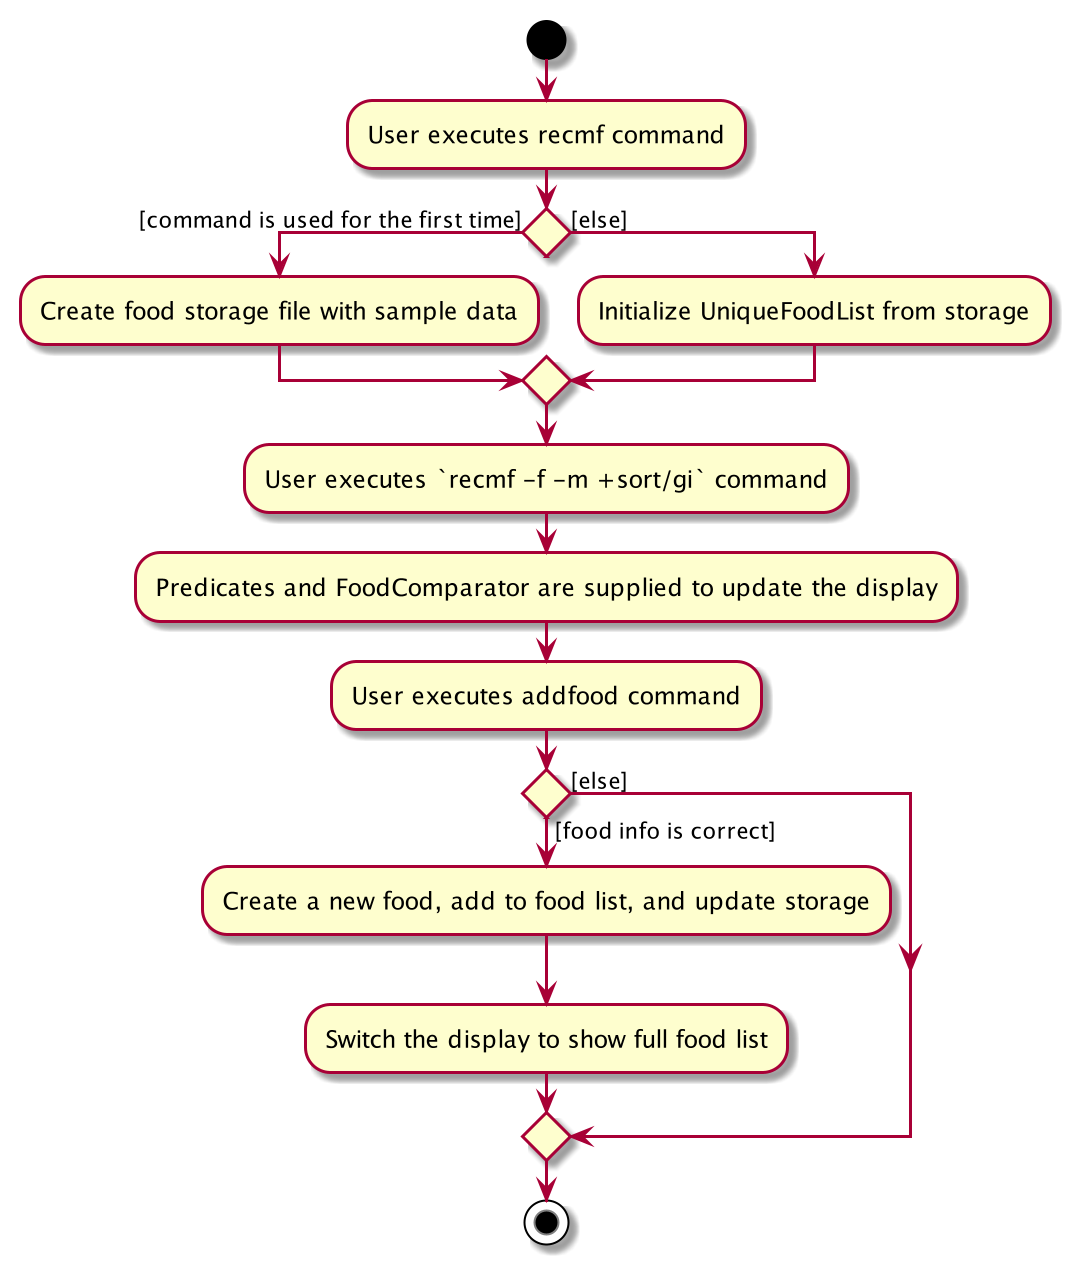 User executes recmf command
[command is used for the first time]
[else]
Create food storage file with sample data
Initialize UniqueFoodList from storage
User executes `recmf -f -m +sort/gi` command
Predicates and FoodComparator are supplied to update the display
User executes addfood command
[else]
[food info is correct]
Create a new food, add to food list, and update storage
Switch the display to show full food list